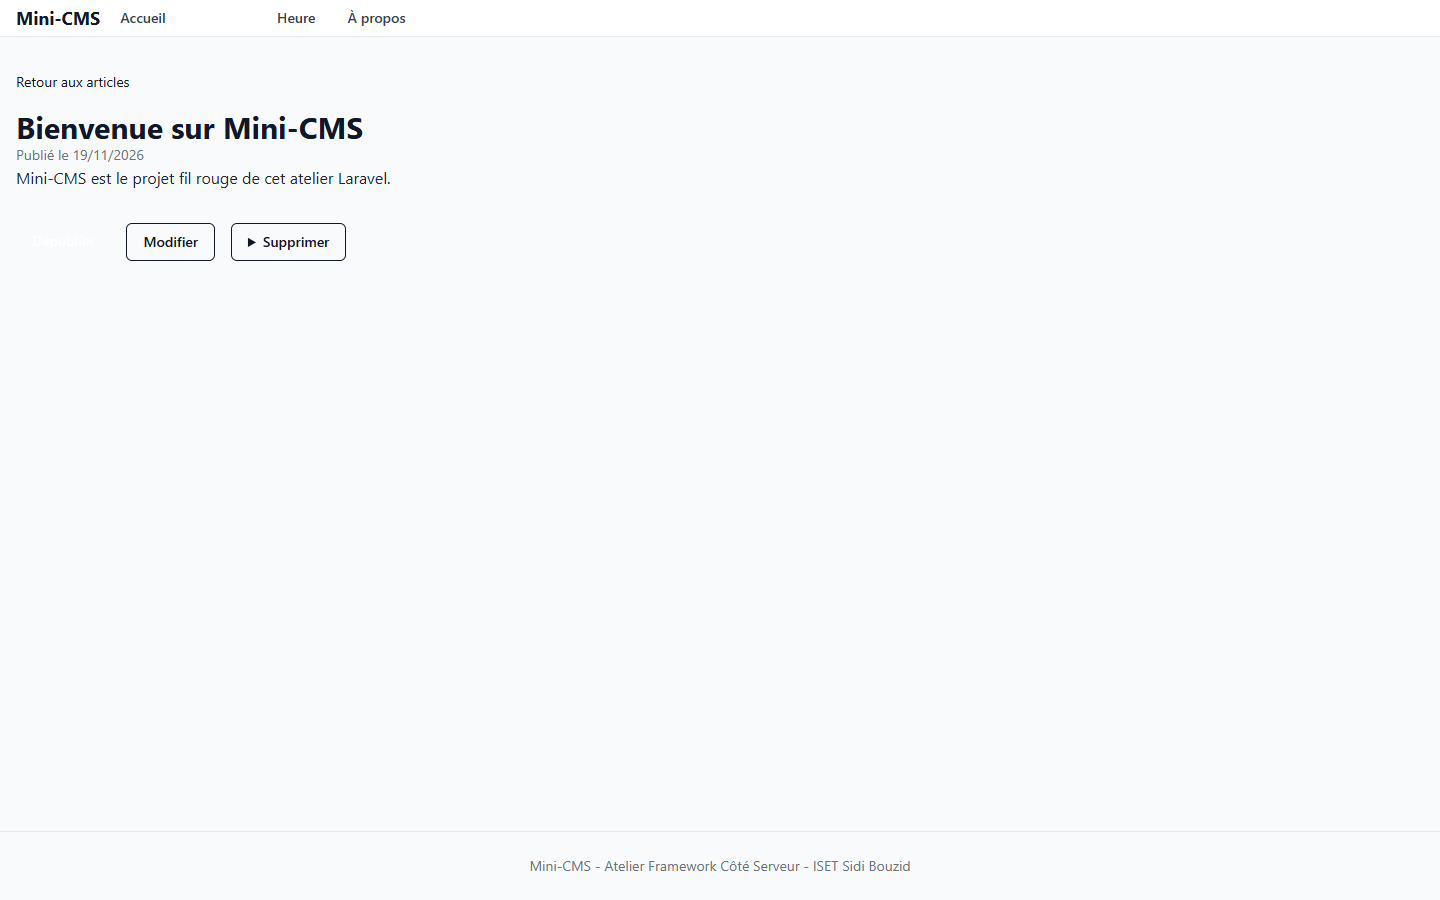 Mini-CMS Accueil Heure À propos
Retour aux articles
Bienvenue sur Mini-CMS
Publié le 19/11/2026
Mini-CMS est le projet fil rouge de cet atelier Laravel.
Dépublier Modifier ▶ Supprimer
Mini-CMS - Atelier Framework Côté Serveur - ISET Sidi Bouzid